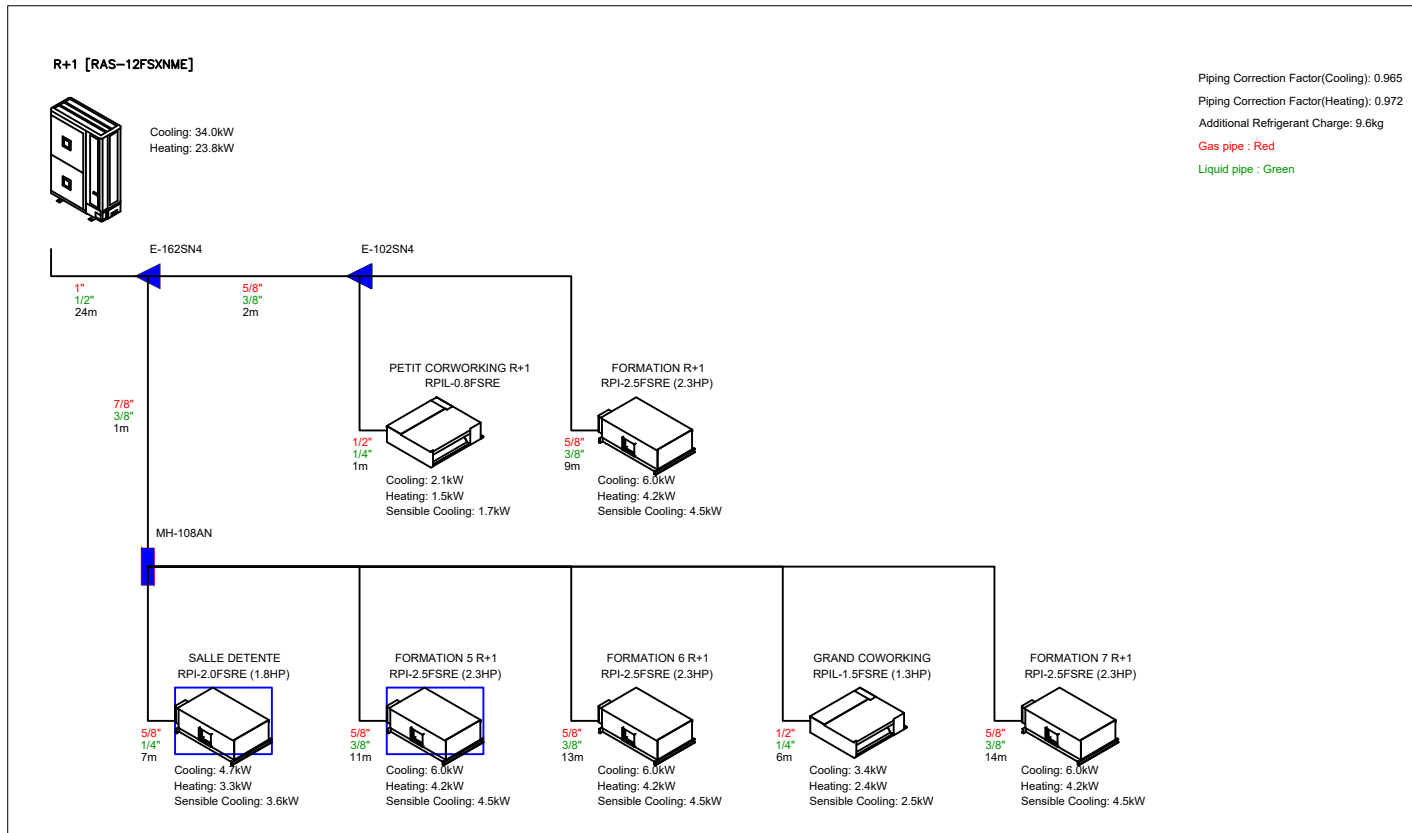 R+1 [RAS-12FSXNME]
Cooling: 34.0kW
Heating: 23.8kW
Piping Correction Factor(Cooling): 0.965
Piping Correction Factor(Heating): 0.972
Additional Refrigerant Charge: 9.6kg
Gas pipe : Red
Liquid pipe : Green
E-162SN4
E-102SN4
1"
1/2"
24m
5/8"
3/8"
2m
7/8"
3/8"
1m
PETIT CORWORKING R+1
RPIL-0.8FSRE
1/2"
1/4"
1m
Cooling: 2.1kW
Heating: 1.5kW
Sensible Cooling: 1.7kW
FORMATION R+1
RPI-2.5FSRE (2.3HP)
5/8"
3/8"
9m
Cooling: 6.0kW
Heating: 4.2kW
Sensible Cooling: 4.5kW
MH-108AN
SALLE DETENTE
RPI-2.0FSRE (1.8HP)
5/8"
1/4"
7m
Cooling: 4.7kW
Heating: 3.3kW
Sensible Cooling: 3.6kW
FORMATION 5 R+1
RPI-2.5FSRE (2.3HP)
5/8"
3/8"
11m
Cooling: 6.0kW
Heating: 4.2kW
Sensible Cooling: 4.5kW
FORMATION 6 R+1
RPI-2.5FSRE (2.3HP)
5/8"
3/8"
13m
Cooling: 6.0kW
Heating: 4.2kW
Sensible Cooling: 4.5kW
GRAND COWORKING
RPIL-1.5FSRE (1.3HP)
1/2"
1/4"
6m
Cooling: 3.4kW
Heating: 2.4kW
Sensible Cooling: 2.5kW
FORMATION 7 R+1
RPI-2.5FSRE (2.3HP)
5/8"
3/8"
14m
Cooling: 6.0kW
Heating: 4.2kW
Sensible Cooling: 4.5kW